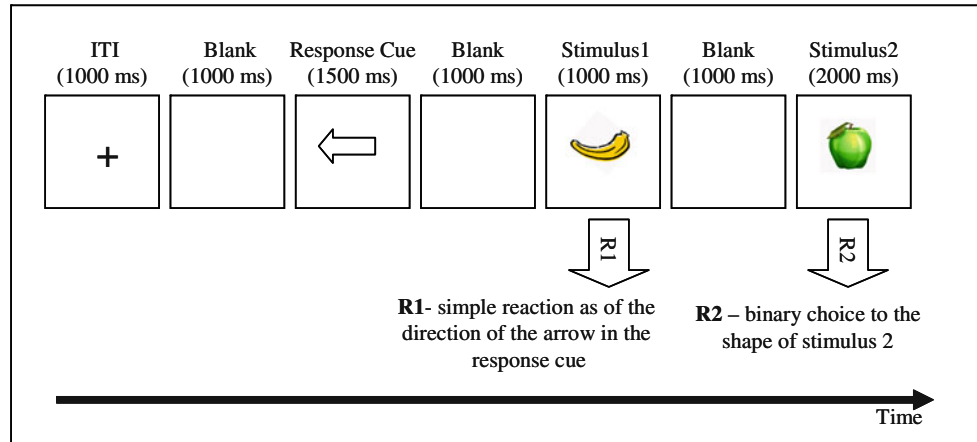 ITI
(1000 ms)
Blank
(1000 ms)
Response Cue
(1500 ms)
Blank
(1000 ms)
Stimulus1
(1000 ms)
Blank
(1000 ms)
Stimulus2
(2000 ms)
+
R1
R2
R1- simple reaction as of the
direction of the arrow in the
response cue
R2 – binary choice to the
shape of stimulus 2
Time